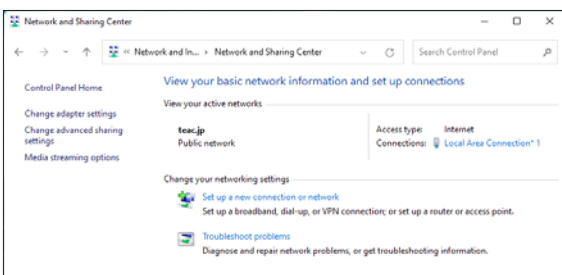 Network and Sharing Center
« Network and In... › Network and Sharing Center
Search Control Panel
Control Panel Home
Change adapter settings
Change advanced sharing
settings
Media streaming options
View your basic network information and set up connections
View your active networks
teac.jp
Public network
Access type: Internet
Connections: Local Area Connection* 1
Change your networking settings
Set up a new connection or network
Set up a broadband, dial-up, or VPN connection; or set up a router or access point.
Troubleshoot problems
Diagnose and repair network problems, or get troubleshooting information.